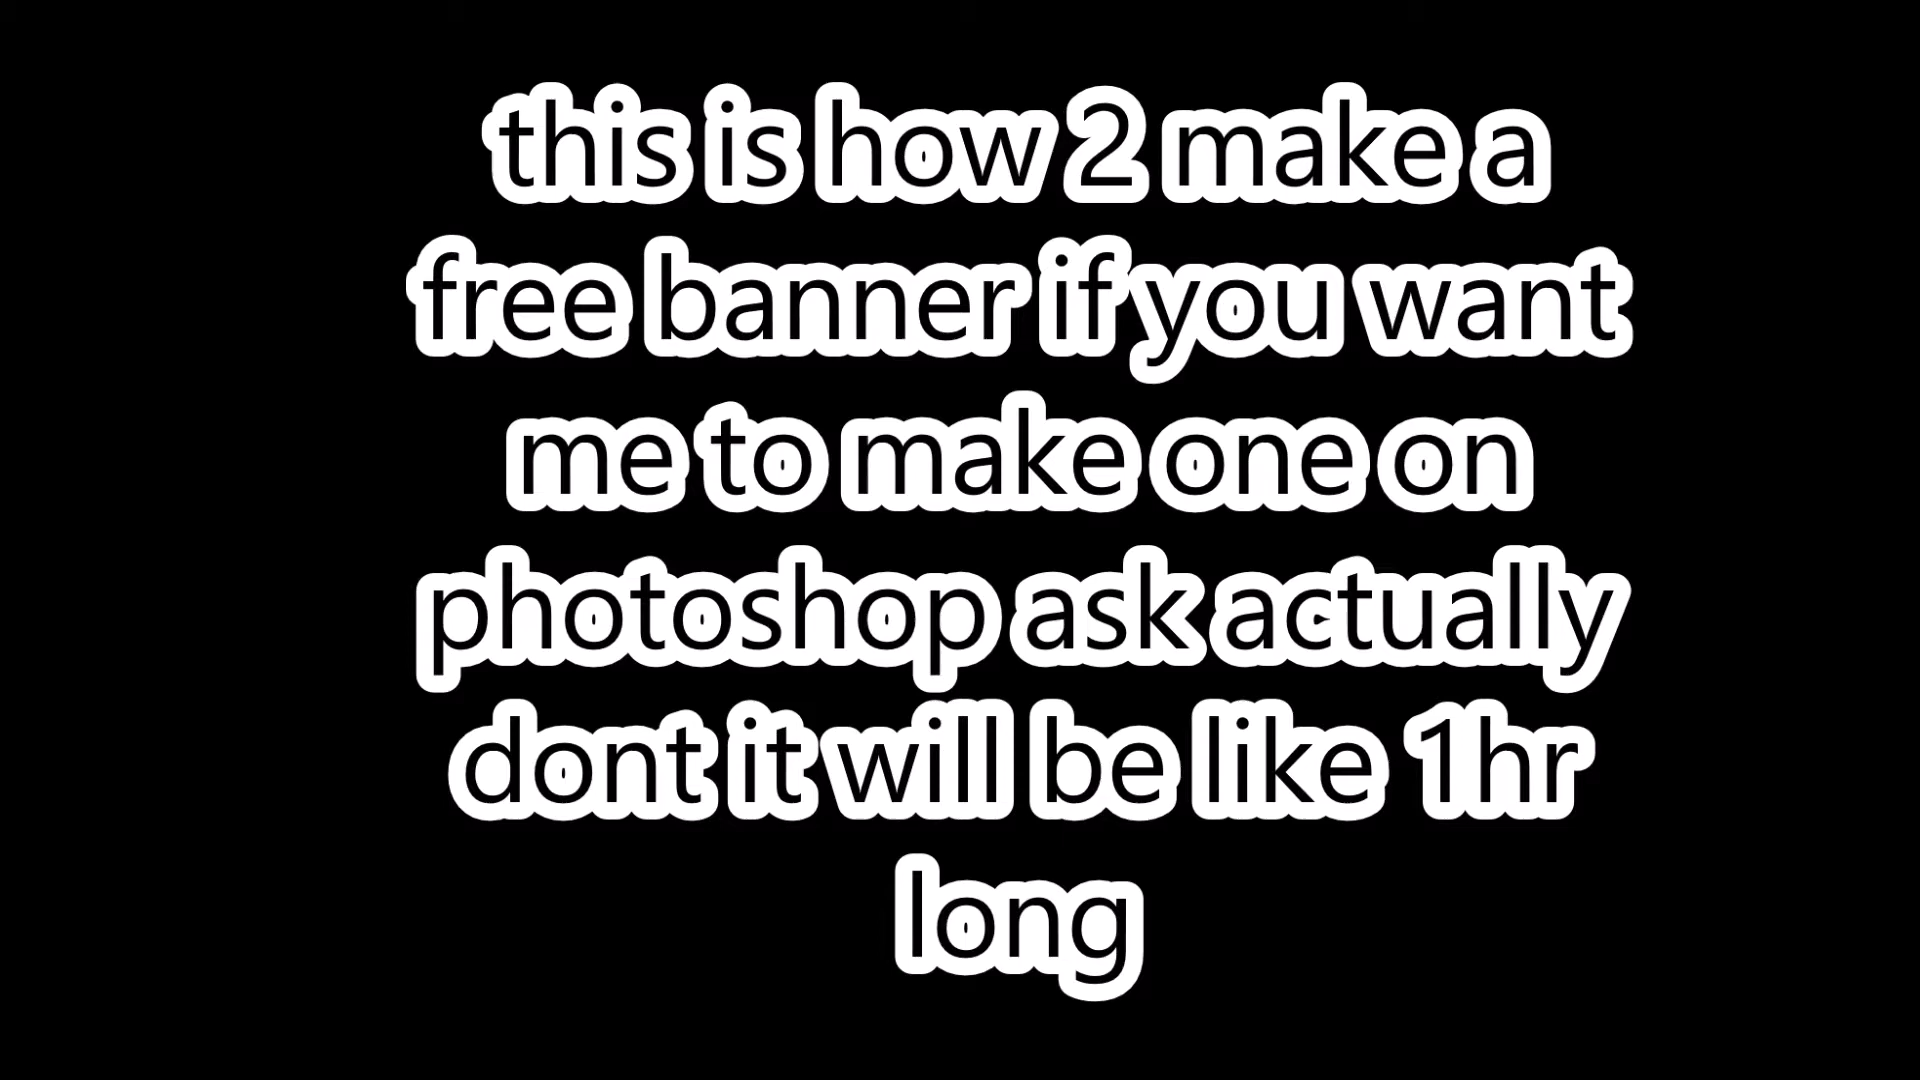 this is how 2 make a
free banner if you want
me to make one on
photoshop ask actually
dont it will be like 1hr
long